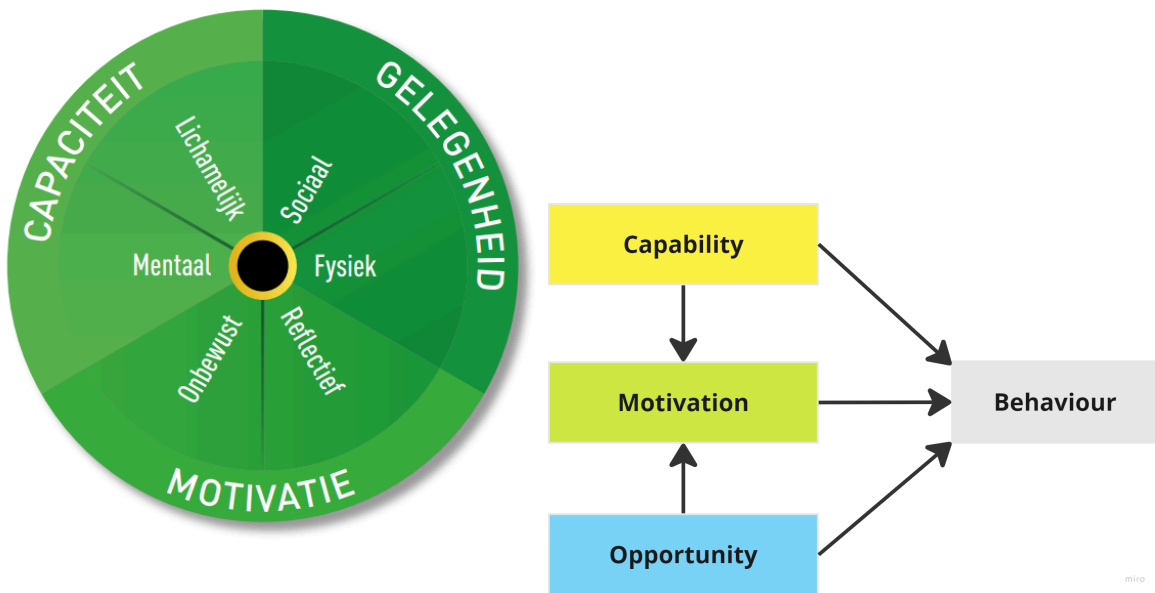 CAPACITEIT
GELEGENHEID
MOTIVATIE
Lichamelijk
Sociaal
Mentaal
Fysiek
Onbewust
Reflectief
Capability
Motivation
Behaviour
Opportunity
miro